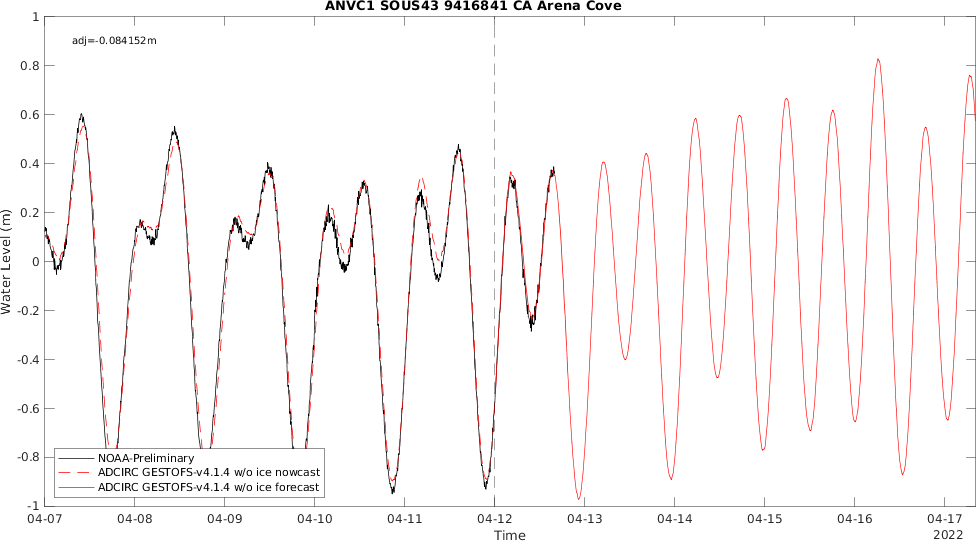 ANVC1 SOUS43 9416841 CA Arena Cove
adj=-0.084152m
1
0.8
0.6
0.4
0.2
0
-0.2
-0.4
-0.6
-0.8
-1
Water Level (m)
NOAA-Preliminary
ADCIRC GESTOFS-v4.1.4 w/o ice nowcast
ADCIRC GESTOFS-v4.1.4 w/o ice forecast
04-07 04-08 04-09 04-10 04-11 04-12 04-13 04-14 04-15 04-16 04-17
Time
2022